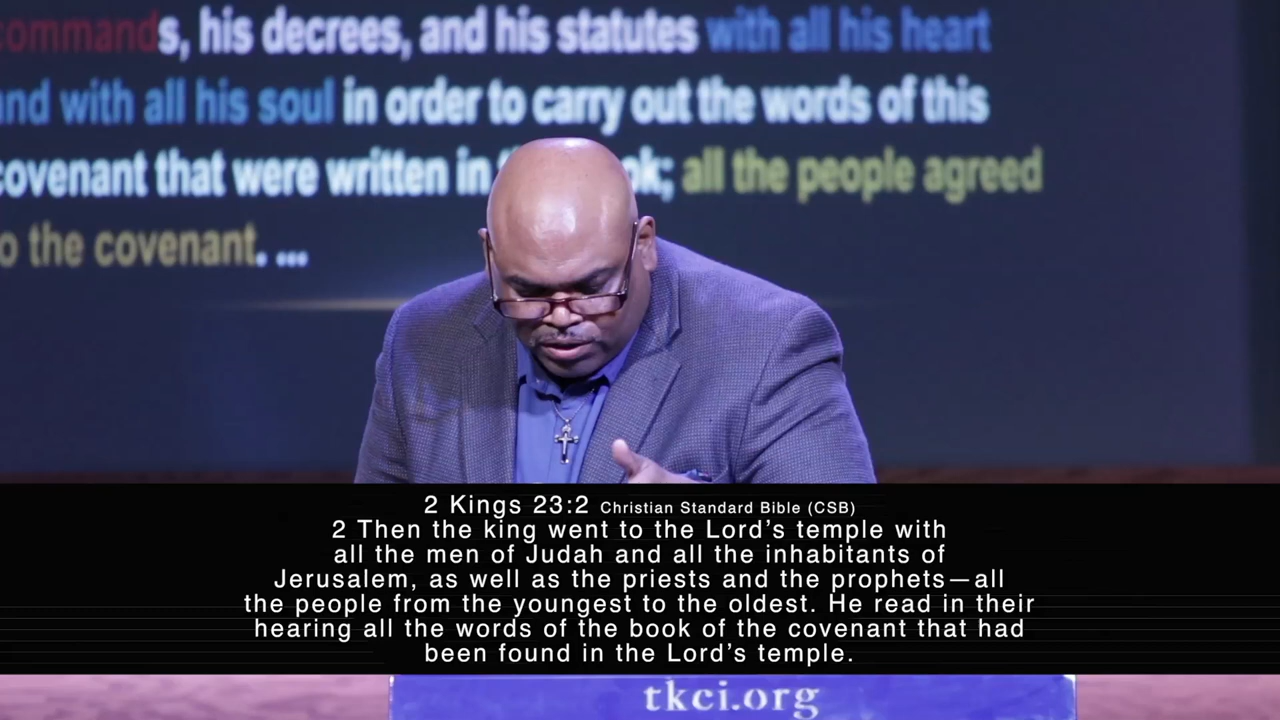 s, his decrees, and his statutes with all his heart
with all his soul in order to carry out the words of this
covenant that were written in
all the people agreed
the covenant. ...
2 Kings 23:2 Christian Standard Bible (CSB)
2 Then the king went to the Lord’s temple with
all the men of Judah and all the inhabitants of
Jerusalem, as well as the priests and the prophets—all
the people from the youngest to the oldest. He read in their
hearing all the words of the book of the covenant that had
been found in the Lord’s temple.
tkci.org